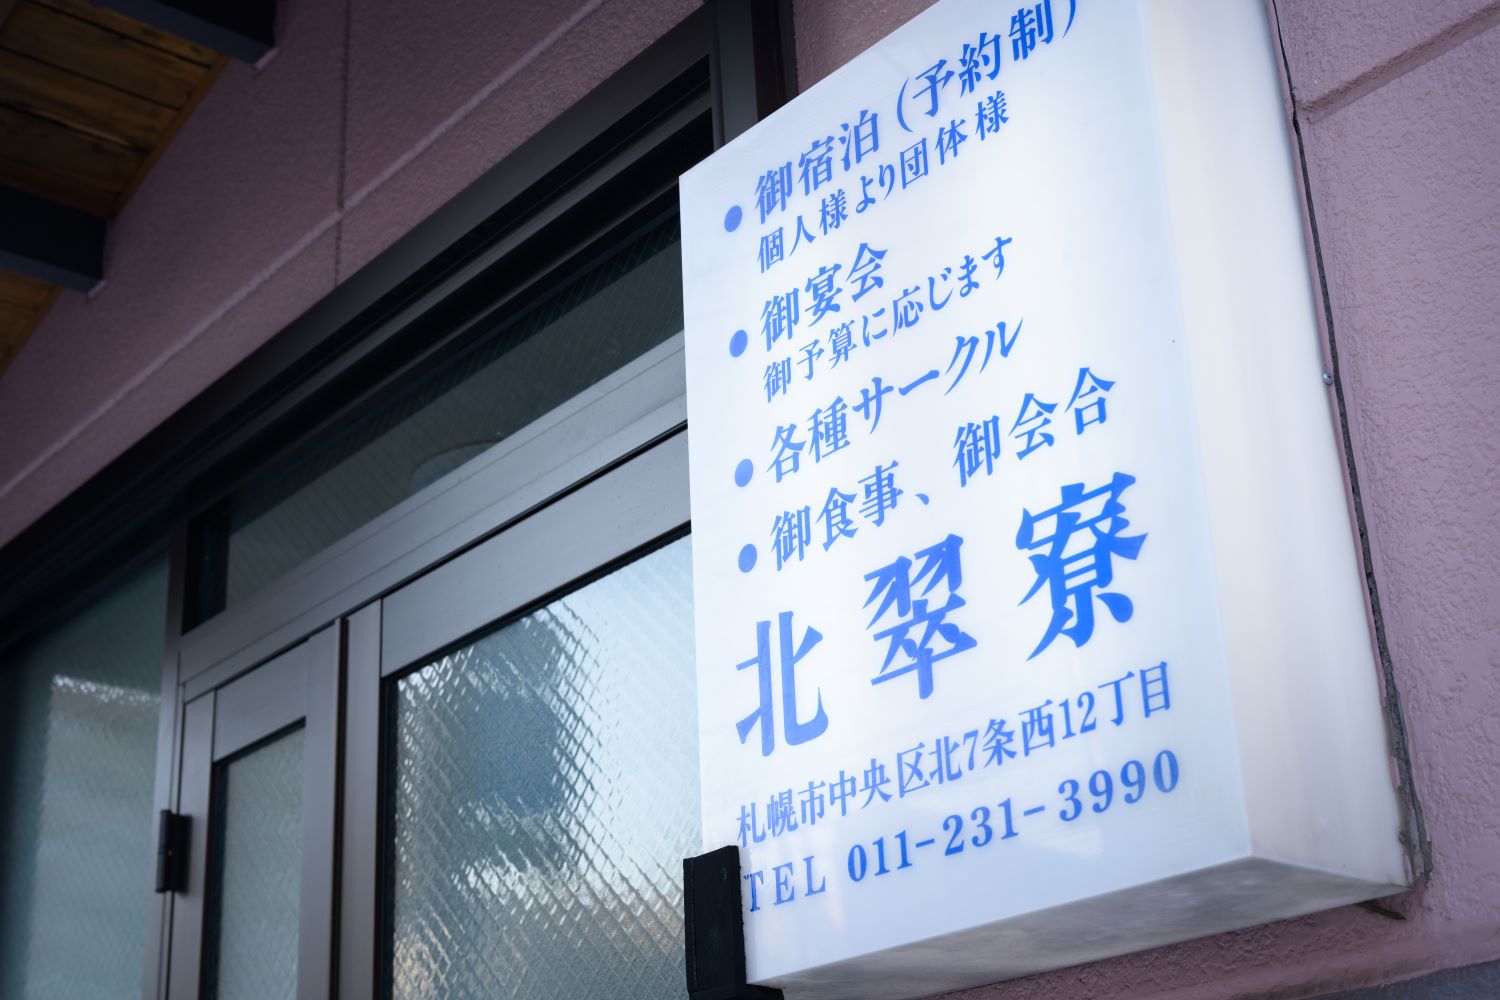 ●御宿泊(予約制)
個人様より団体様
●御宴会
御予算に応じます
●各種サークル
●御食事、御会合
北翠寮
札幌市中央区北7条西12丁目
TEL 011-231-3990